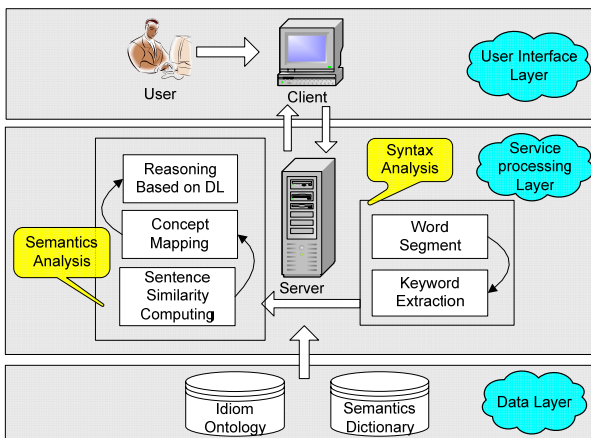 User
Client
User Interface
Layer
Service
processing
Layer
Syntax
Analysis
Reasoning
Based on DL
Concept
Mapping
Semantics
Analysis
Sentence
Similarity
Computing
Server
Word
Segment
Keyword
Extraction
Idiom
Ontology
Semantics
Dictionary
Data Layer